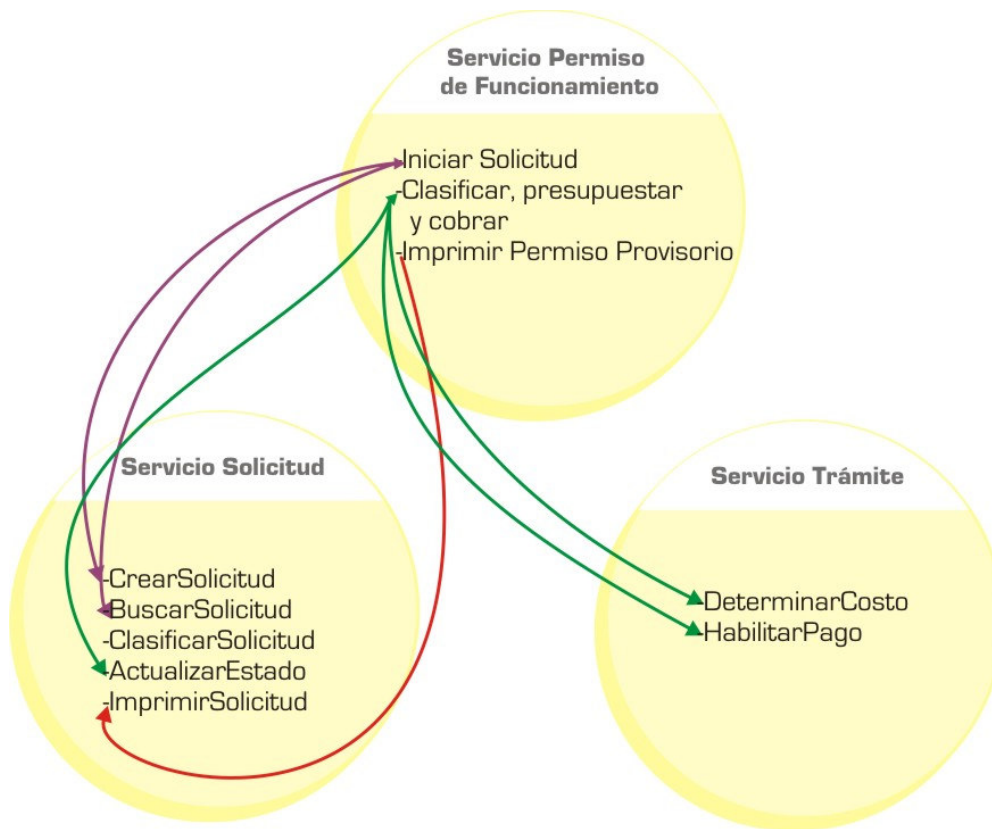 Servicio Permiso
de Funcionamiento
-Iniciar Solicitud
-Clasificar, presupuestar
y cobrar
-Imprimir Permiso Provisorio
Servicio Solicitud
-CrearSolicitud
-BuscarSolicitud
-ClasificarSolicitud
-ActualizarEstado
-ImprimirSolicitud
Servicio Trámite
-DeterminarCosto
-HabilitarPago